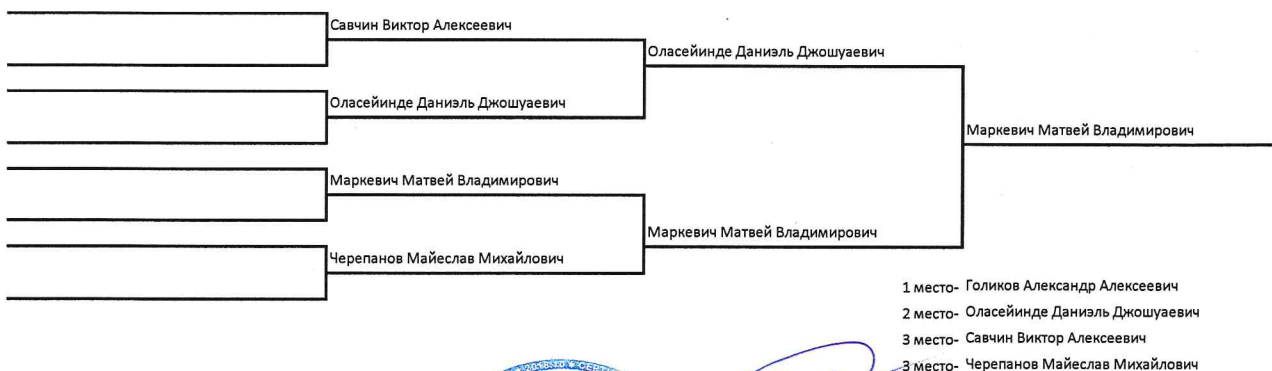 Савчин Виктор Алексеевич
Оласейинде Даниэль Джошуаевич
Оласейинде Даниэль Джошуаевич
Маркевич Матвей Владимирович
Маркевич Матвей Владимирович
Маркевич Матвей Владимирович
Черепанов Майеслав Михайлович
1 место- Голиков Александр Алексеевич
2 место- Оласейинде Даниэль Джошуаевич
3 место- Савчин Виктор Алексеевич
3 место- Черепанов Майеслав Михайлович